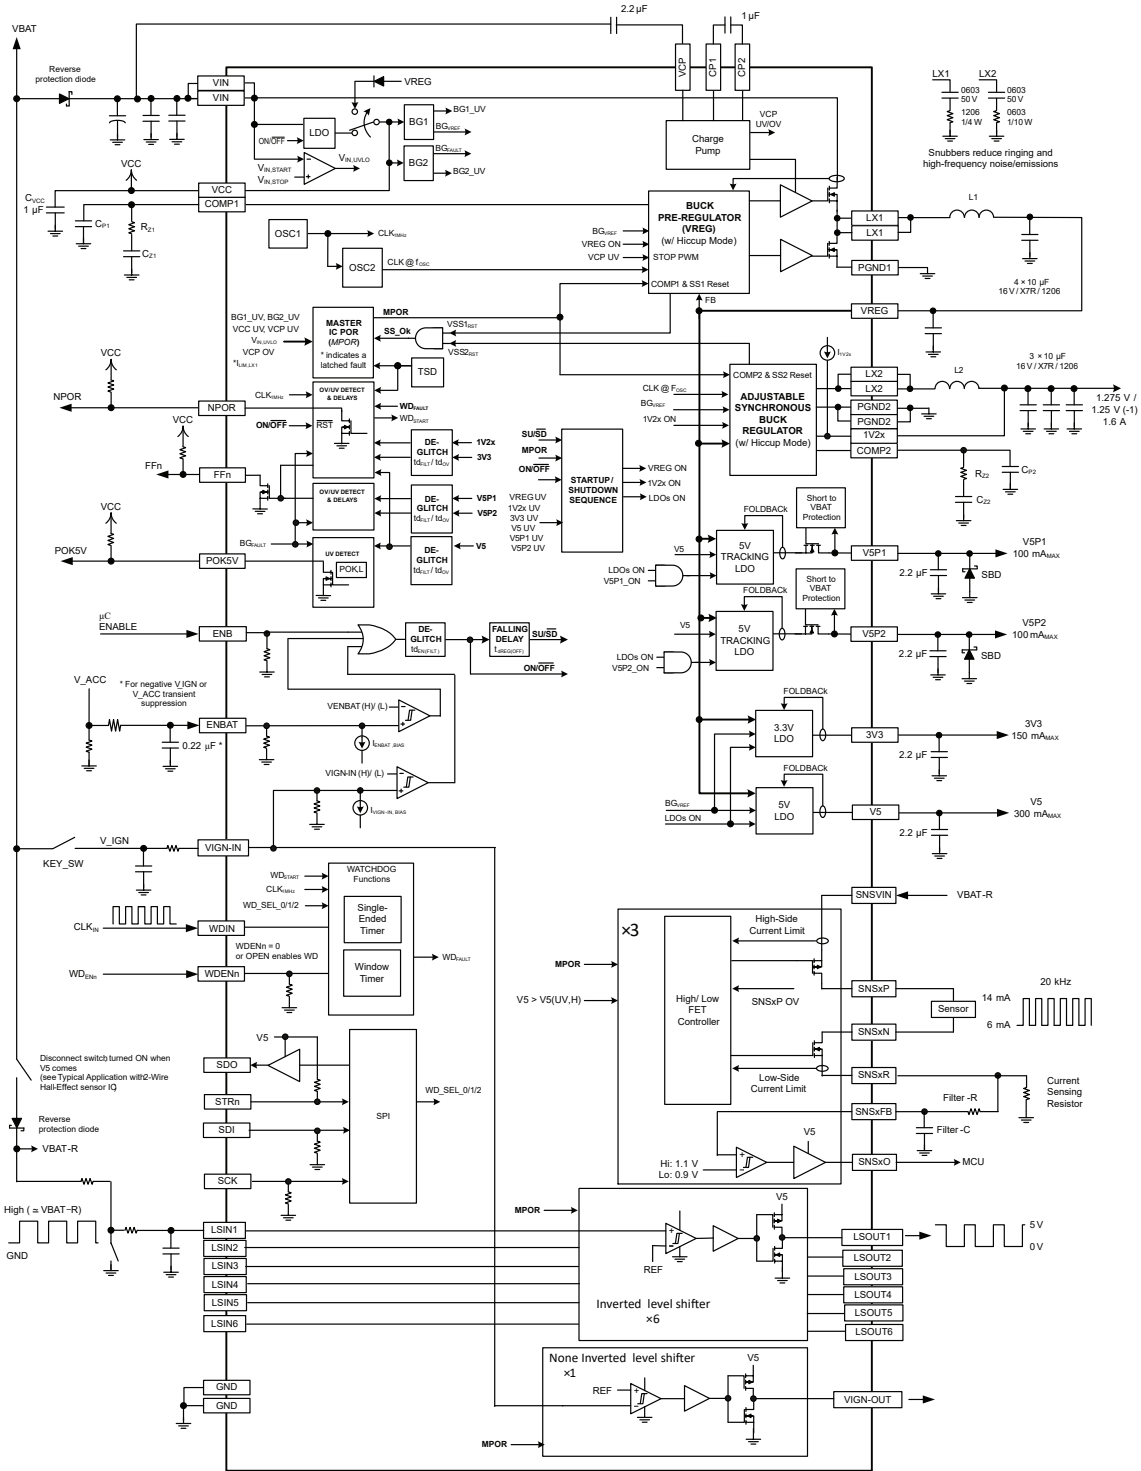 VBAT
2.2 µF
1 µF
Reverse
protection diode
VIN
VIN
VCP
CP1
CP2
VREG
LDO
ON/OFF
BG1
BG1_UV
BGVREF
BG2
BGFAULT
BG2_UV
VIN,START
VIN,STOP
VIN,UVLO
Charge
Pump
VCP
UV/OV
LX1
LX2
0603
50 V
1206
1/4 W
0603
50 V
0603
1/10 W
Snubbers reduce ringing and
high-frequency noise/emissions
VCC
CVCC
1 µF
CP1
RZ1
CZ1
VCC
COMP1
OSC1
CLK1MHz
OSC2
CLK @ fOSC
BUCK
PRE-REGULATOR
(VREG)
(w/ Hiccup Mode)
BGVREF
VREG ON
VCP UV
STOP PWM
COMP1 & SS1 Reset
FB
LX1
LX1
PGND1
VREG
L1
4 × 10 µF
16 V / X7R / 1206
BG1_UV, BG2_UV
VCC UV, VCP UV
VIN,UVLO
VCP OV
*ILIM,LX1
MASTER
IC POR
(MPOR)
* indicates a
latched fault
MPOR
SS_Ok
VSS1RST
VSS2RST
TSD
I1V2x
COMP2 & SS2 Reset
ADJUSTABLE
SYNCHRONOUS
BUCK
REGULATOR
(w/ Hiccup Mode)
CLK @ FOSC
BGVREF
1V2x ON
LX2
LX2
PGND2
PGND2
1V2x
COMP2
L2
3 × 10 µF
16 V / X7R / 1206
1.275 V /
1.25 V (-1)
1.6 A
RZ2
CZ2
CP2
VCC
NPOR
NPOR
CLK1MHz
ON/OFF
OV/UV DETECT
& DELAYS
RST
WDFAULT
WDSTART
DE-
GLITCH
tdFILT / tdOV
1V2x
3V3
VCC
FFn
FFn
OV/UV DETECT
& DELAYS
DE-
GLITCH
tdFILT / tdOV
V5P1
V5P2
VCC
POK5V
POK5V
BGFAULT
UV DETECT
POK,L
DE-
GLITCH
tdFILT / tdOV
V5
SU/SD
MPOR
ON/OFF
VREG UV
1V2x UV
3V3 UV
V5 UV
V5P1 UV
V5P2 UV
STARTUP /
SHUTDOWN
SEQUENCE
VREG ON
1V2x ON
LDOs ON
FOLDBACk
Short to
VBAT
Protection
V5
5V
TRACKING
LDO
LDOs ON
V5P1_ON
V5P1
2.2 µF
SBD
V5P1
100 mAMAX
FOLDBACk
Short to
VBAT
Protection
V5
5V
TRACKING
LDO
LDOs ON
V5P2_ON
V5P2
2.2 µF
SBD
V5P2
100 mAMAX
µC
ENABLE
ENB
DE-
GLITCH
tdEN(FILT)
FALLING
DELAY
tdREG(OFF)
SU/SD
ON/OFF
V_ACC
* For negative V_IGN or
V_ACC transient
suppression
0.22 µF *
ENBAT
VENBAT (H)/ (L)
IENBAT,BIAS
VIGN-IN (H)/ (L)
IVIGN-IN, BIAS
FOLDBACk
3.3V
LDO
3V3
2.2 µF
3V3
150 mAMAX
FOLDBACk
BGVREF
LDOs ON
5V
LDO
V5
2.2 µF
V5
300 mAMAX
V_IGN
KEY_SW
VIGN-IN
CLKIN
WDIN
WDENn
WDENn
WDSTART
CLK1MHz
WD_SEL_0/1/2
WDENn = 0
or OPEN enables WD
WATCHDOG
Functions
Single-
Ended
Timer
Window
Timer
WDFAULT
×3
MPOR
V5 > V5(UV,H)
High/ Low
FET
Controller
High-Side
Current Limit
SNSxP OV
Low-Side
Current Limit
Hi: 1.1 V
Lo: 0.9 V
V5
SNSVIN
VBAT-R
SNSxP
SNSxN
SNSxR
SNSxFB
SNSxO
Sensor
14 mA
6 mA
20 kHz
Filter -R
Filter -C
Current
Sensing
Resistor
MCU
Disconnect switch turned ON when
V5 comes
(see Typical Application with 2-Wire
Hall-Effect sensor IC)
Reverse
protection diode
VBAT-R
V5
SDO
STRn
SDI
SCK
SPI
WD_SEL_0/1/2
High ( ≃ VBAT-R)
GND
LSIN1
LSIN2
LSIN3
LSIN4
LSIN5
LSIN6
MPOR
REF
V5
Inverted level shifter
×6
LSOUT1
LSOUT2
LSOUT3
LSOUT4
LSOUT5
LSOUT6
5 V
0 V
GND
GND
None Inverted level shifter
×1
REF
V5
MPOR
VIGN-OUT